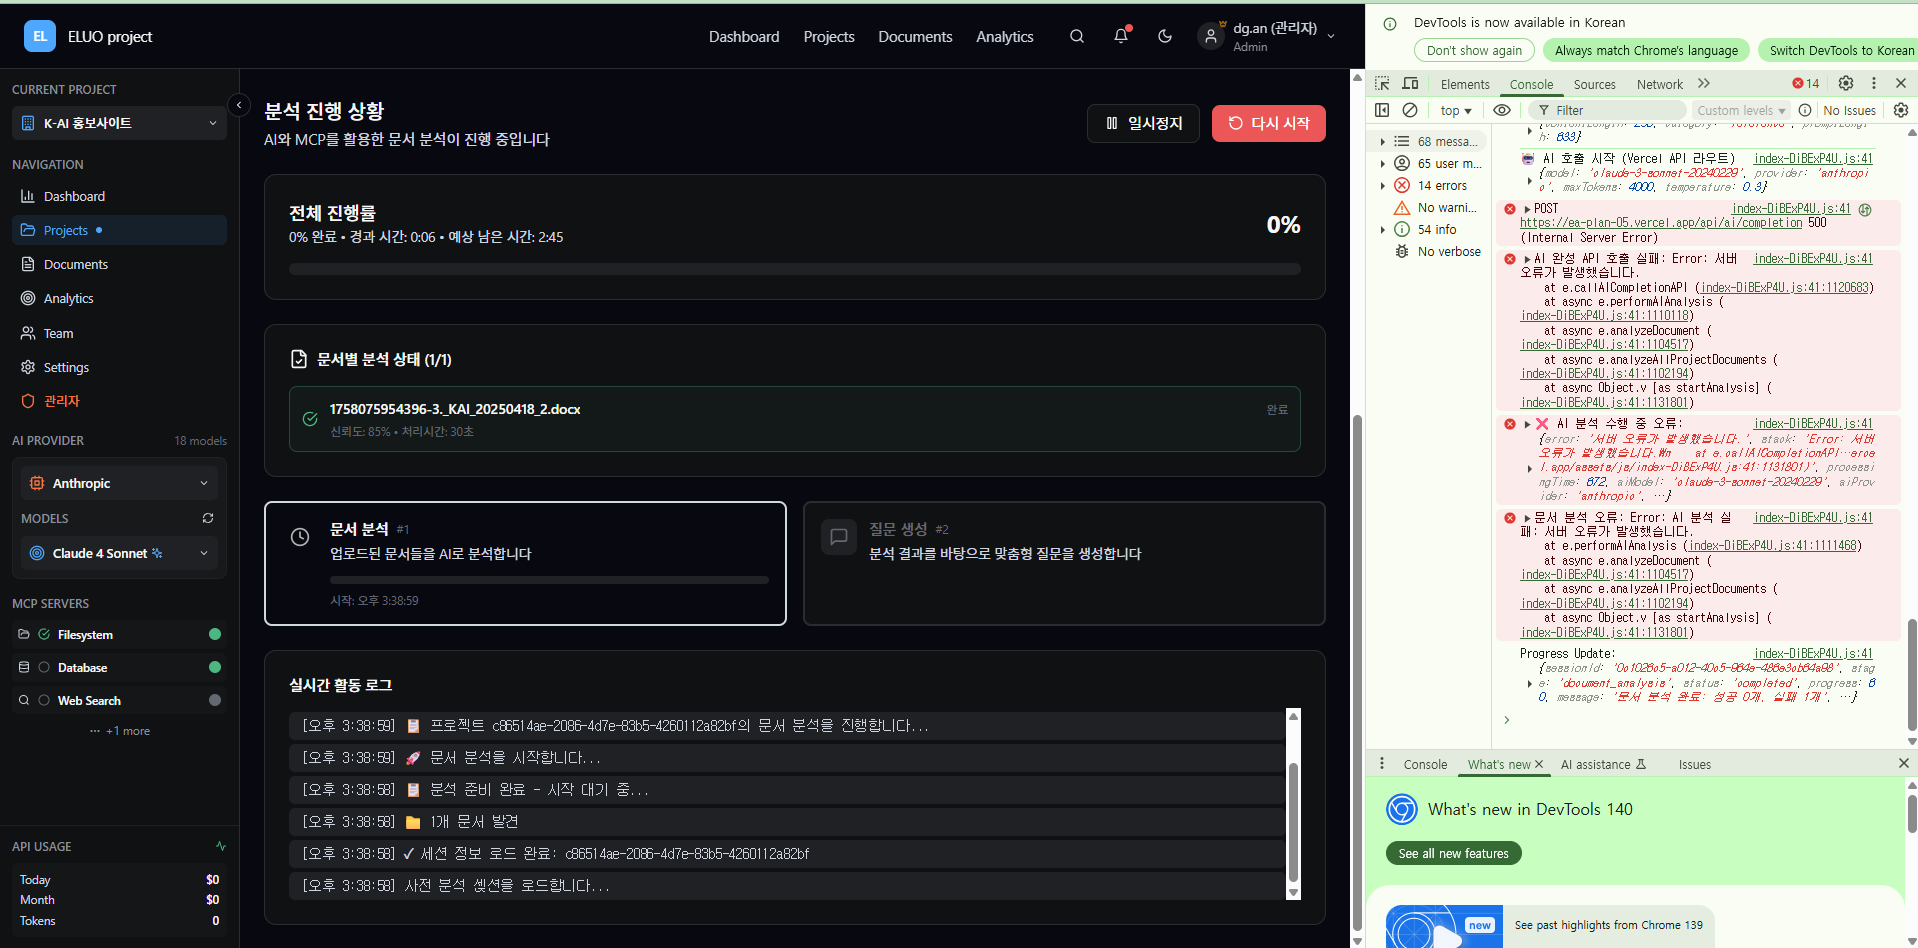 EL
ELUO project
Dashboard
Projects
Documents
Analytics
dg.an (관리자)
Admin
CURRENT PROJECT
K-AI 홍보사이트
NAVIGATION
Dashboard
Projects
Documents
Analytics
Team
Settings
관리자
AI PROVIDER
18 models
Anthropic
MODELS
Claude 4 Sonnet
MCP SERVERS
Filesystem
Database
Web Search
+1 more
API USAGE
Today $0
Month $0
Tokens 0
분석 진행 상황
AI와 MCP를 활용한 문서 분석이 진행 중입니다
일시정지
다시 시작
전체 진행률
0% 완료 • 경과 시간: 0:06 • 예상 남은 시간: 2:45
0%
문서별 분석 상태 (1/1)
1758075954396-3._KAI_20250418_2.docx
신뢰도: 85% • 처리시간: 30초
완료
문서 분석 #1
업로드된 문서들을 AI로 분석합니다
시작: 오후 3:38:59
질문 생성 #2
분석 결과를 바탕으로 맞춤형 질문을 생성합니다
실시간 활동 로그
[오후 3:38:59] 📋 프로젝트 c86514ae-2086-4d7e-83b5-4260112a82bf의 문서 분석을 진행합니다...
[오후 3:38:59] 🚀 문서 분석을 시작합니다...
[오후 3:38:58] 📋 분석 준비 완료 - 시작 대기 중...
[오후 3:38:58] 📁 1개 문서 발견
[오후 3:38:58] ✓ 세션 정보 로드 완료: c86514ae-2086-4d7e-83b5-4260112a82bf
[오후 3:38:58] 사전 분석 셎션을 로드합니다...
DevTools is now available in Korean
Don't show again
Always match Chrome's language
Switch DevTools to Korean
Elements
Console
Sources
Network
14
top
Filter
Custom levels
No Issues
68 messa...
65 user m...
14 errors
No warni...
54 info
No verbose
h: 633}
AI 호출 시작 (Vercel API 라우트) index-DiBExP4U.js:41
{model: 'claude-3-sonnet-20240229', provider: 'anthropi
c', maxTokens: 4000, temperature: 0.3}
POST index-DiBExP4U.js:41
https://ea-plan-05.vercel.app/api/ai/completion 500
(Internal Server Error)
AI 완성 API 호출 실패: Error: 서버 index-DiBExP4U.js:41
오류가 발생했습니다.
at e.callAICompletionAPI (index-DiBExP4U.js:41:1120683)
at async e.performAIAnalysis (
index-DiBExP4U.js:41:1110118)
at async e.analyzeDocument (
index-DiBExP4U.js:41:1104517)
at async e.analyzeAllProjectDocuments (
index-DiBExP4U.js:41:1102194)
at async Object.v [as startAnalysis] (
index-DiBExP4U.js:41:1131801)
❌ AI 분석 수행 중 오류: index-DiBExP4U.js:41
{error: '서버 오류가 발생했습니다.', stack: 'Error: 서버
오류가 발생했습니다.₩n at e.callAICompletionAPI…ercel
l.app/assets/js/index-DiBExP4U.js:41:1131801)', processi
ngTime: 672, aiModel: 'claude-3-sonnet-20240229', aiProv
ider: 'anthropic', …}
문서 분석 오류: Error: AI 분석 실 index-DiBExP4U.js:41
패: 서버 오류가 발생했습니다.
at e.performAIAnalysis (index-DiBExP4U.js:41:1111468)
at async e.analyzeDocument (
index-DiBExP4U.js:41:1104517)
at async e.analyzeAllProjectDocuments (
index-DiBExP4U.js:41:1102194)
at async Object.v [as startAnalysis] (
index-DiBExP4U.js:41:1131801)
Progress Update: index-DiBExP4U.js:41
e: 'document_analysis', status: 'completed', progress: 6
0, message: '문서 분석 완료: 성공 0개, 실패 1개', …}
Console
What's new
AI assistance
Issues
What's new in DevTools 140
See all new features
new
See past highlights from Chrome 139